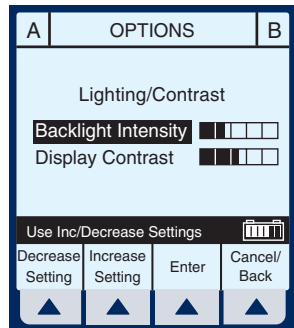 A OPTIONS B
Lighting/Contrast
Backlight Intensity
Display Contrast
Use Inc/Decrease Settings
Decrease Setting
Increase Setting
Enter
Cancel/ Back